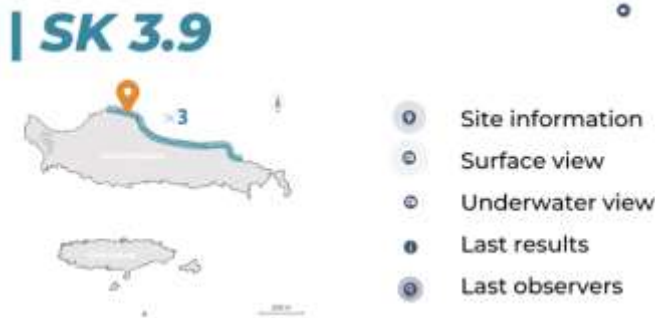 SK 3.9
3
Site information
Surface view
Underwater view
Last results
Last observers